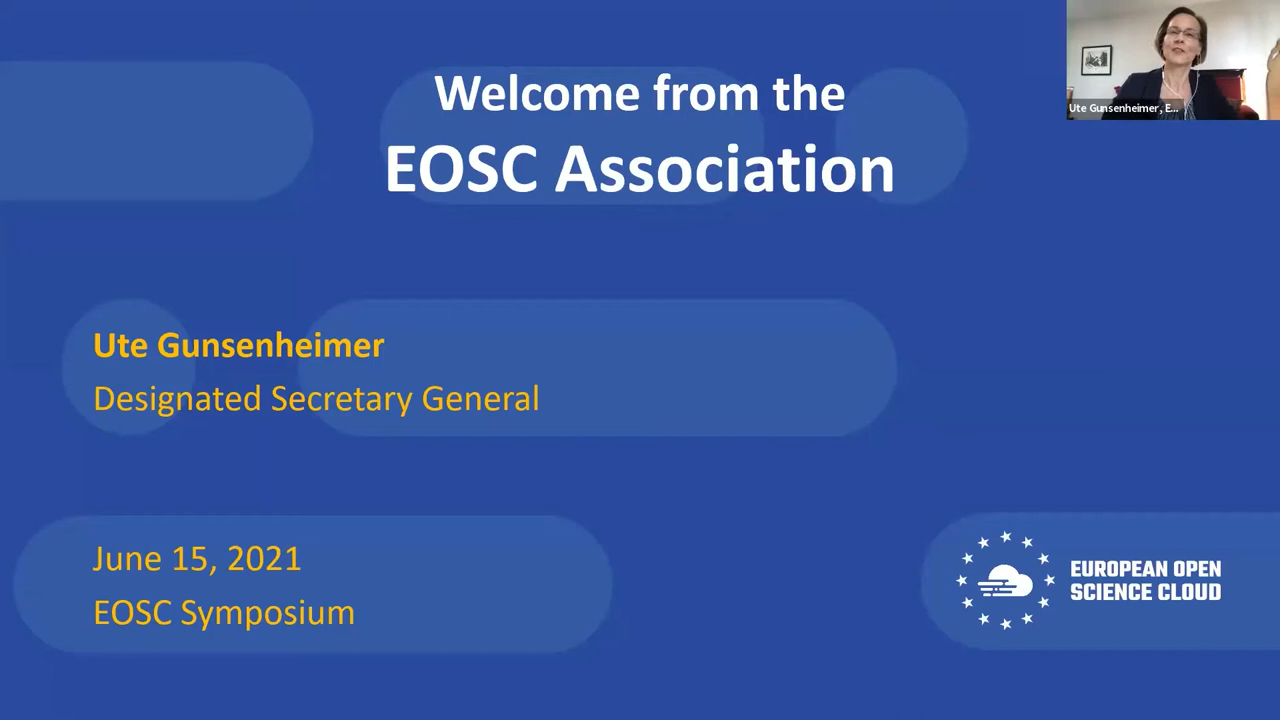 Welcome from the
EOSC Association
Ute Gunsenheimer, E...
Ute Gunsenheimer
Designated Secretary General
June 15, 2021
EOSC Symposium
EUROPEAN OPEN
SCIENCE CLOUD